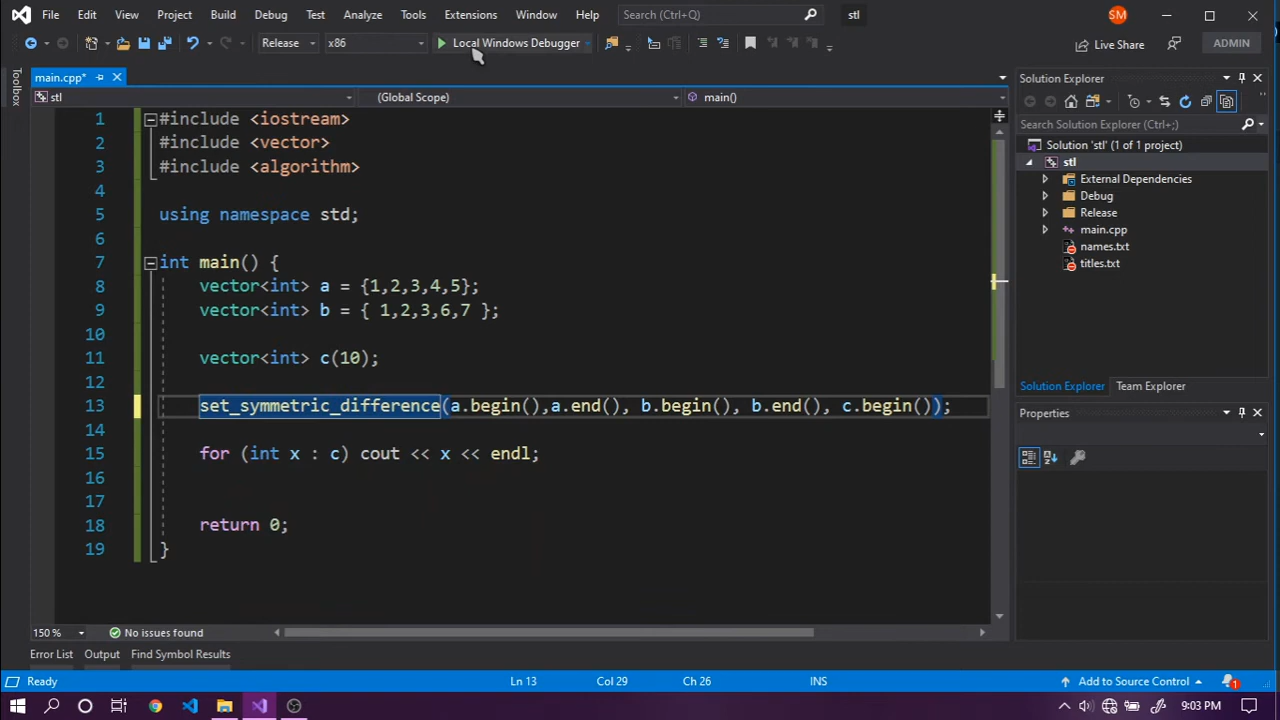 File Edit View Project Build Debug Test Analyze Tools Extensions Window Help Search (Ctrl+Q) stl SM
Release x86 Local Windows Debugger Live Share ADMIN
Toolbox
main.cpp*
stl (Global Scope) main()
1 #include <iostream>
2 #include <vector>
3 #include <algorithm>
4
5 using namespace std;
6
7 int main() {
8 vector<int> a = {1,2,3,4,5};
9 vector<int> b = { 1,2,3,6,7 };
10
11 vector<int> c(10);
12
13 set_symmetric_difference(a.begin(),a.end(), b.begin(), b.end(), c.begin());
14
15 for (int x : c) cout << x << endl;
16
17
18 return 0;
19 }
150 % No issues found
Solution Explorer
Search Solution Explorer (Ctrl+;)
Solution 'stl' (1 of 1 project)
stl
External Dependencies
Debug
Release
main.cpp
names.txt
titles.txt
Solution Explorer Team Explorer
Properties
Error List Output Find Symbol Results
Ready Ln 13 Col 29 Ch 26 INS Add to Source Control 1
9:03 PM